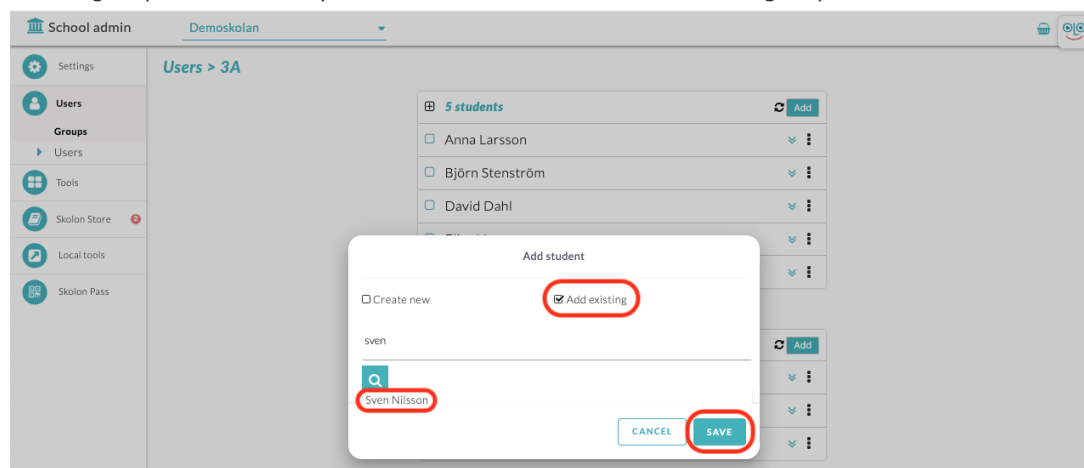 School admin
Demoskolan
Settings
Users > 3A
Users
Groups
Users
Tools
Skolon Store 2
Local tools
Skolon Pass
5 students
Add
Anna Larsson
Björn Stenström
David Dahl
Add student
Create new
Add existing
sven
Sven Nilsson
CANCEL
SAVE
Add